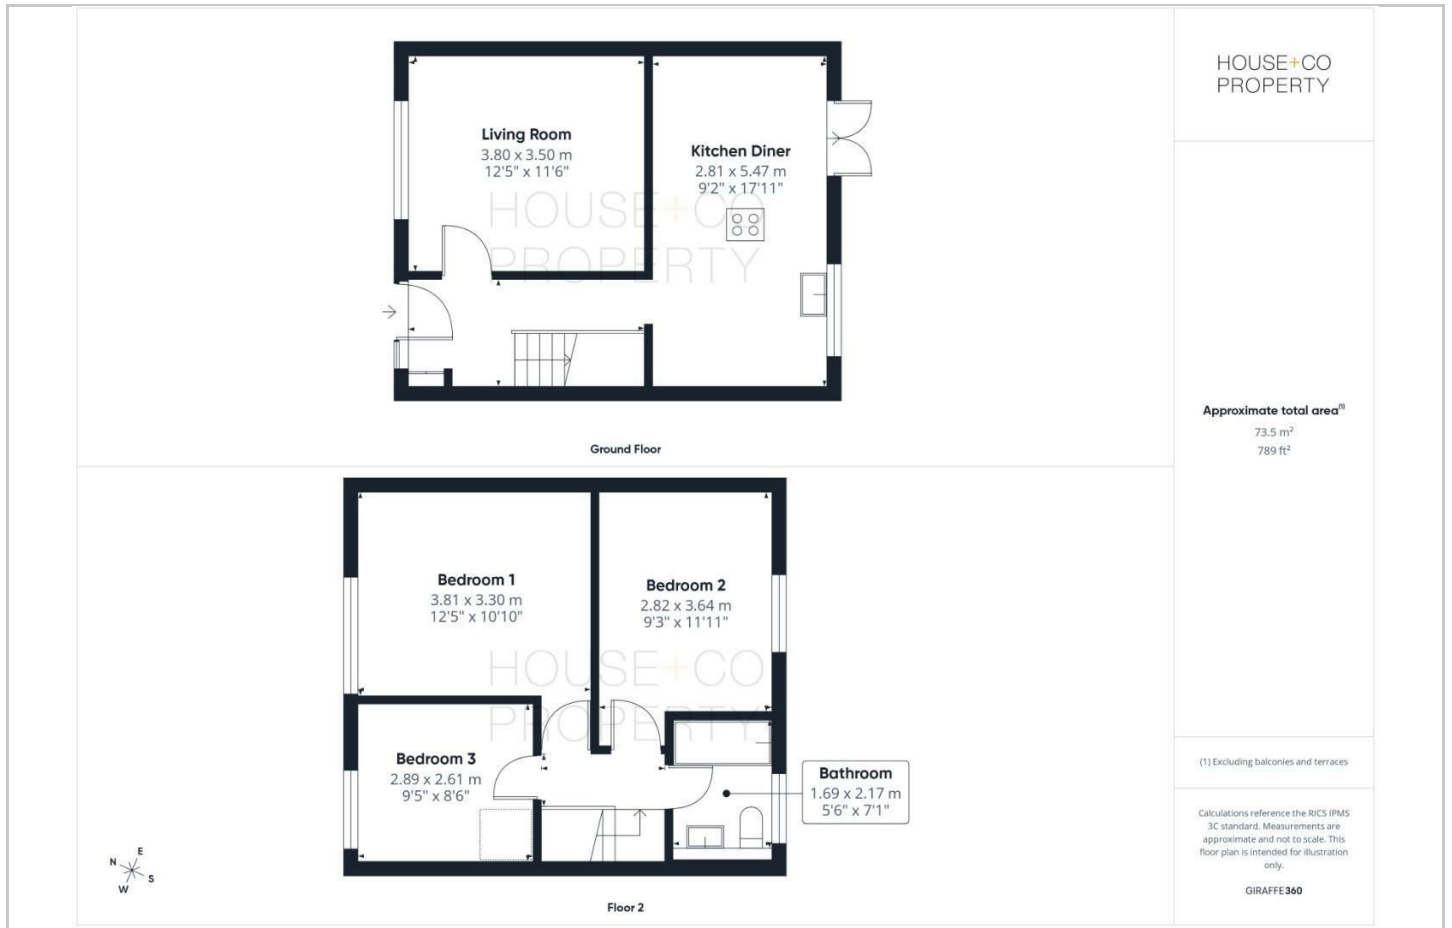 HOUSE+CO
PROPERTY
Living Room
3.80 x 3.50 m
12'5" x 11'6"
Kitchen Diner
2.81 x 5.47 m
9'2" x 17'11"
HOUSE+CO
PROPERTY
Ground Floor
Approximate total area(1)
73.5 m²
789 ft²
Bedroom 1
3.81 x 3.30 m
12'5" x 10'10"
Bedroom 2
2.82 x 3.64 m
9'3" x 11'11"
HOUSE+CO
PROPERTY
Bedroom 3
2.89 x 2.61 m
9'5" x 8'6"
Bathroom
1.69 x 2.17 m
5'6" x 7'1"
N
E
S
W
Floor 2
(1) Excluding balconies and terraces
Calculations reference the RICS IPMS
3C standard. Measurements are
approximate and not to scale. This
floor plan is intended for illustration
only.
GIRAFFE360